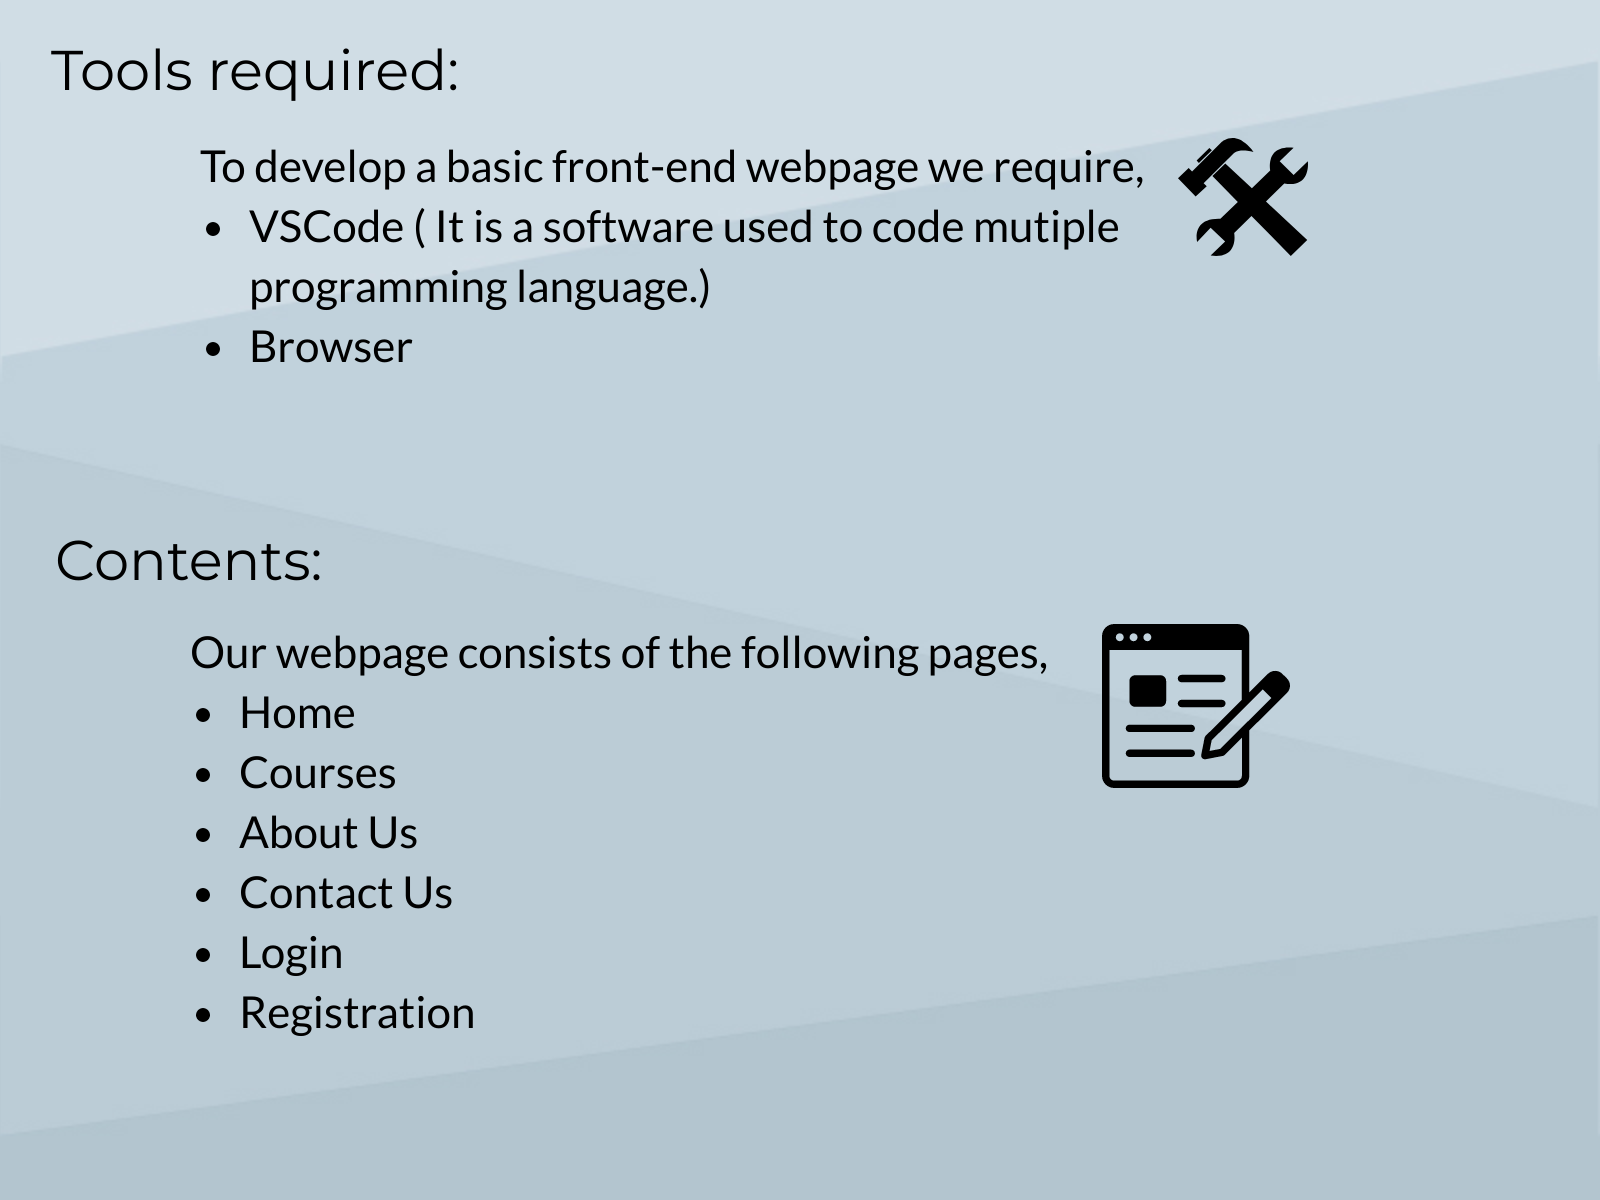 Tools required:
To develop a basic front-end webpage we require,
• VSCode ( It is a software used to code mutiple
programming language.)
• Browser
Contents:
Our webpage consists of the following pages,
• Home
• Courses
• About Us
• Contact Us
• Login
• Registration